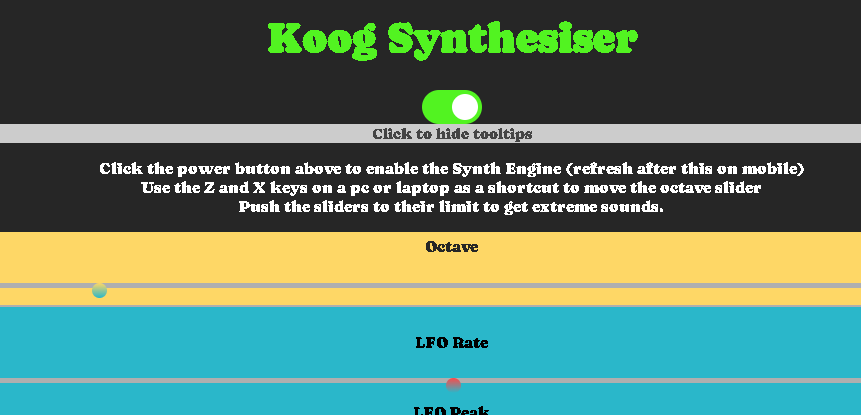 Koog Synthesiser
Click to hide tooltips
Click the power button above to enable the Synth Engine (refresh after this on mobile)
Use the Z and X keys on a pc or laptop as a shortcut to move the octave slider
Push the sliders to their limit to get extreme sounds.
Octave
LFO Rate
LFO Peak